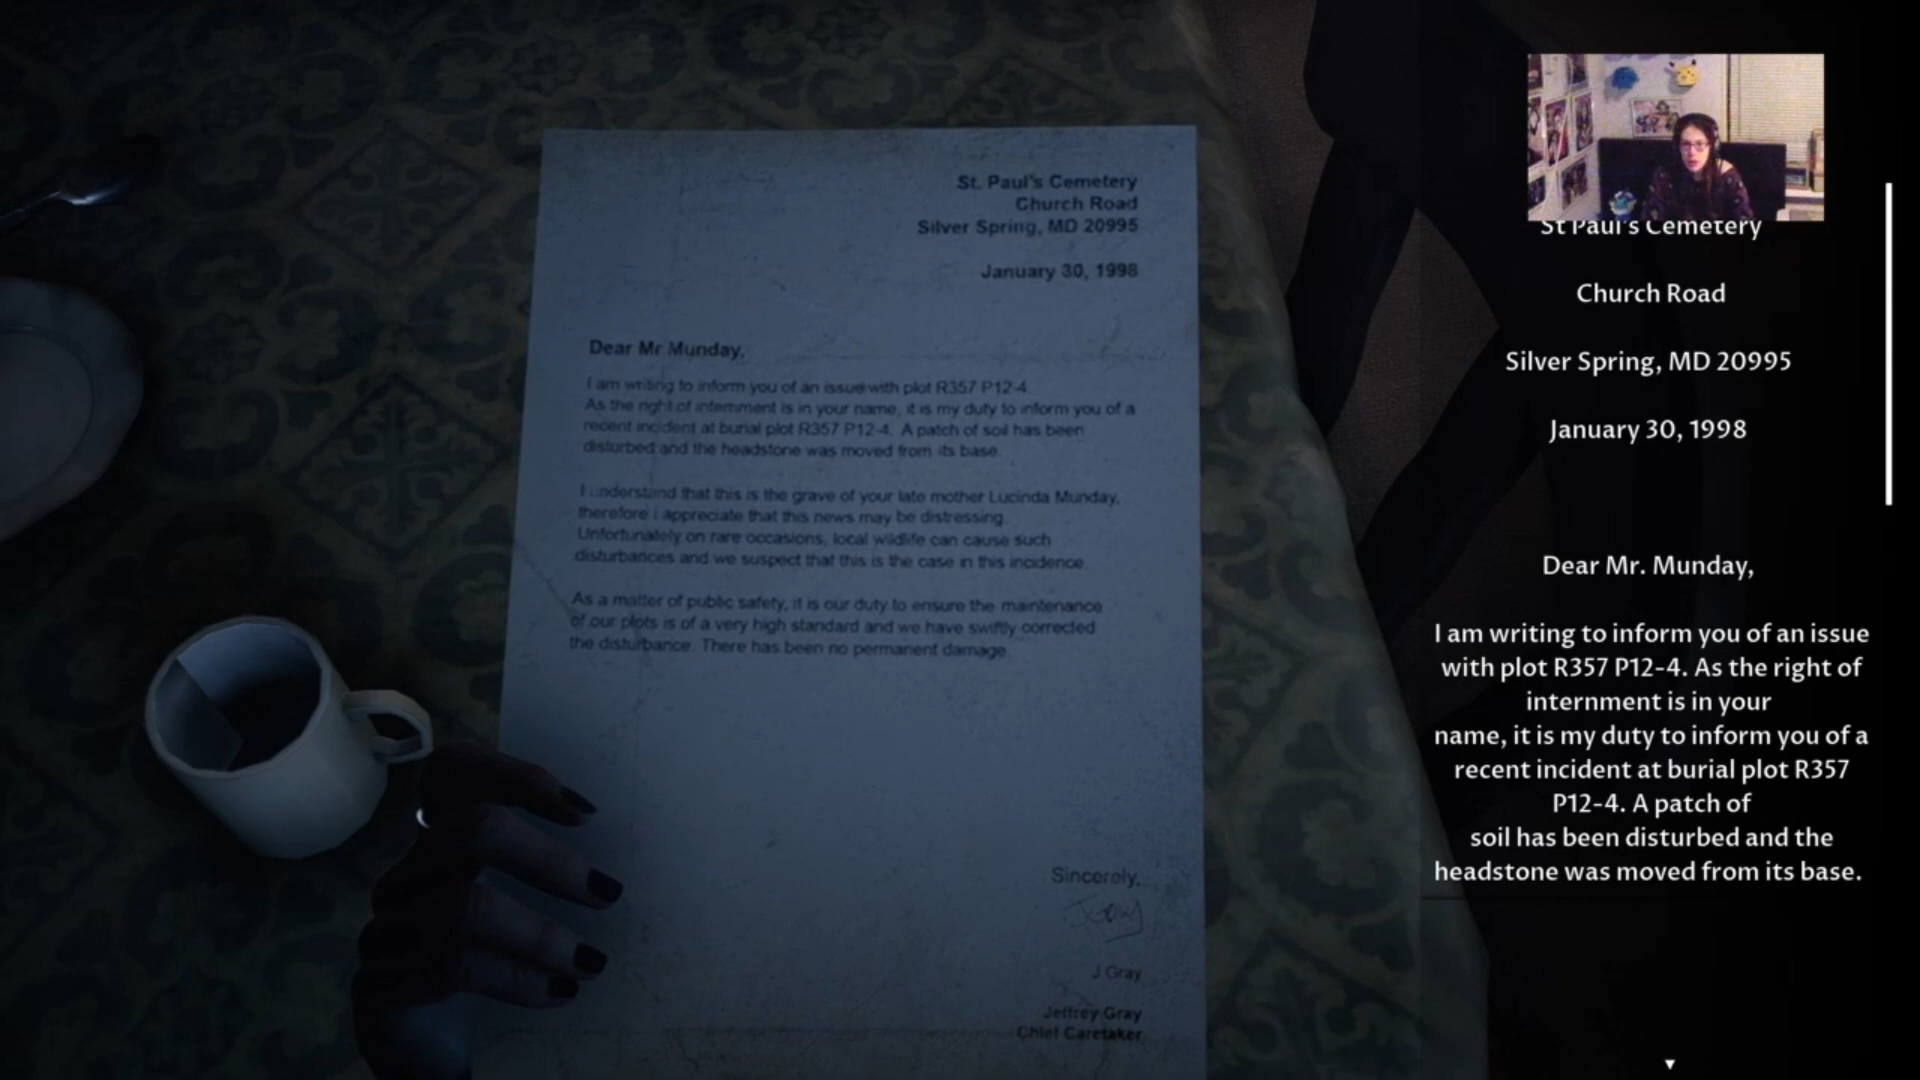 St. Paul's Cemetery
Church Road
Silver Spring, MD 20995
January 30, 1998
Dear Mr Munday,
I am writing to inform you of an issue with plot R357 P12-4.
As the right of internment is in your name, it is my duty to inform you of a
recent incident at burial plot R357 P12-4. A patch of soil has been
disturbed and the headstone was moved from its base.
I understand that this is the grave of your late mother Lucinda Munday,
therefore i appreciate that this news may be distressing.
Unfortunately on rare occasions, local wildlife can cause such
disturbances and we suspect that this is the case in this incidence.
As a matter of public safety, it is our duty to ensure the maintenance
of our plots is of a very high standard and we have swiftly corrected
the disturbance. There has been no permanent damage.
Sincerely,
J Gray
Jeffrey Gray
Chief Caretaker
St Paul's Cemetery
Church Road
Silver Spring, MD 20995
January 30, 1998
Dear Mr. Munday,
I am writing to inform you of an issue
with plot R357 P12-4. As the right of
internment is in your
name, it is my duty to inform you of a
recent incident at burial plot R357
P12-4. A patch of
soil has been disturbed and the
headstone was moved from its base.